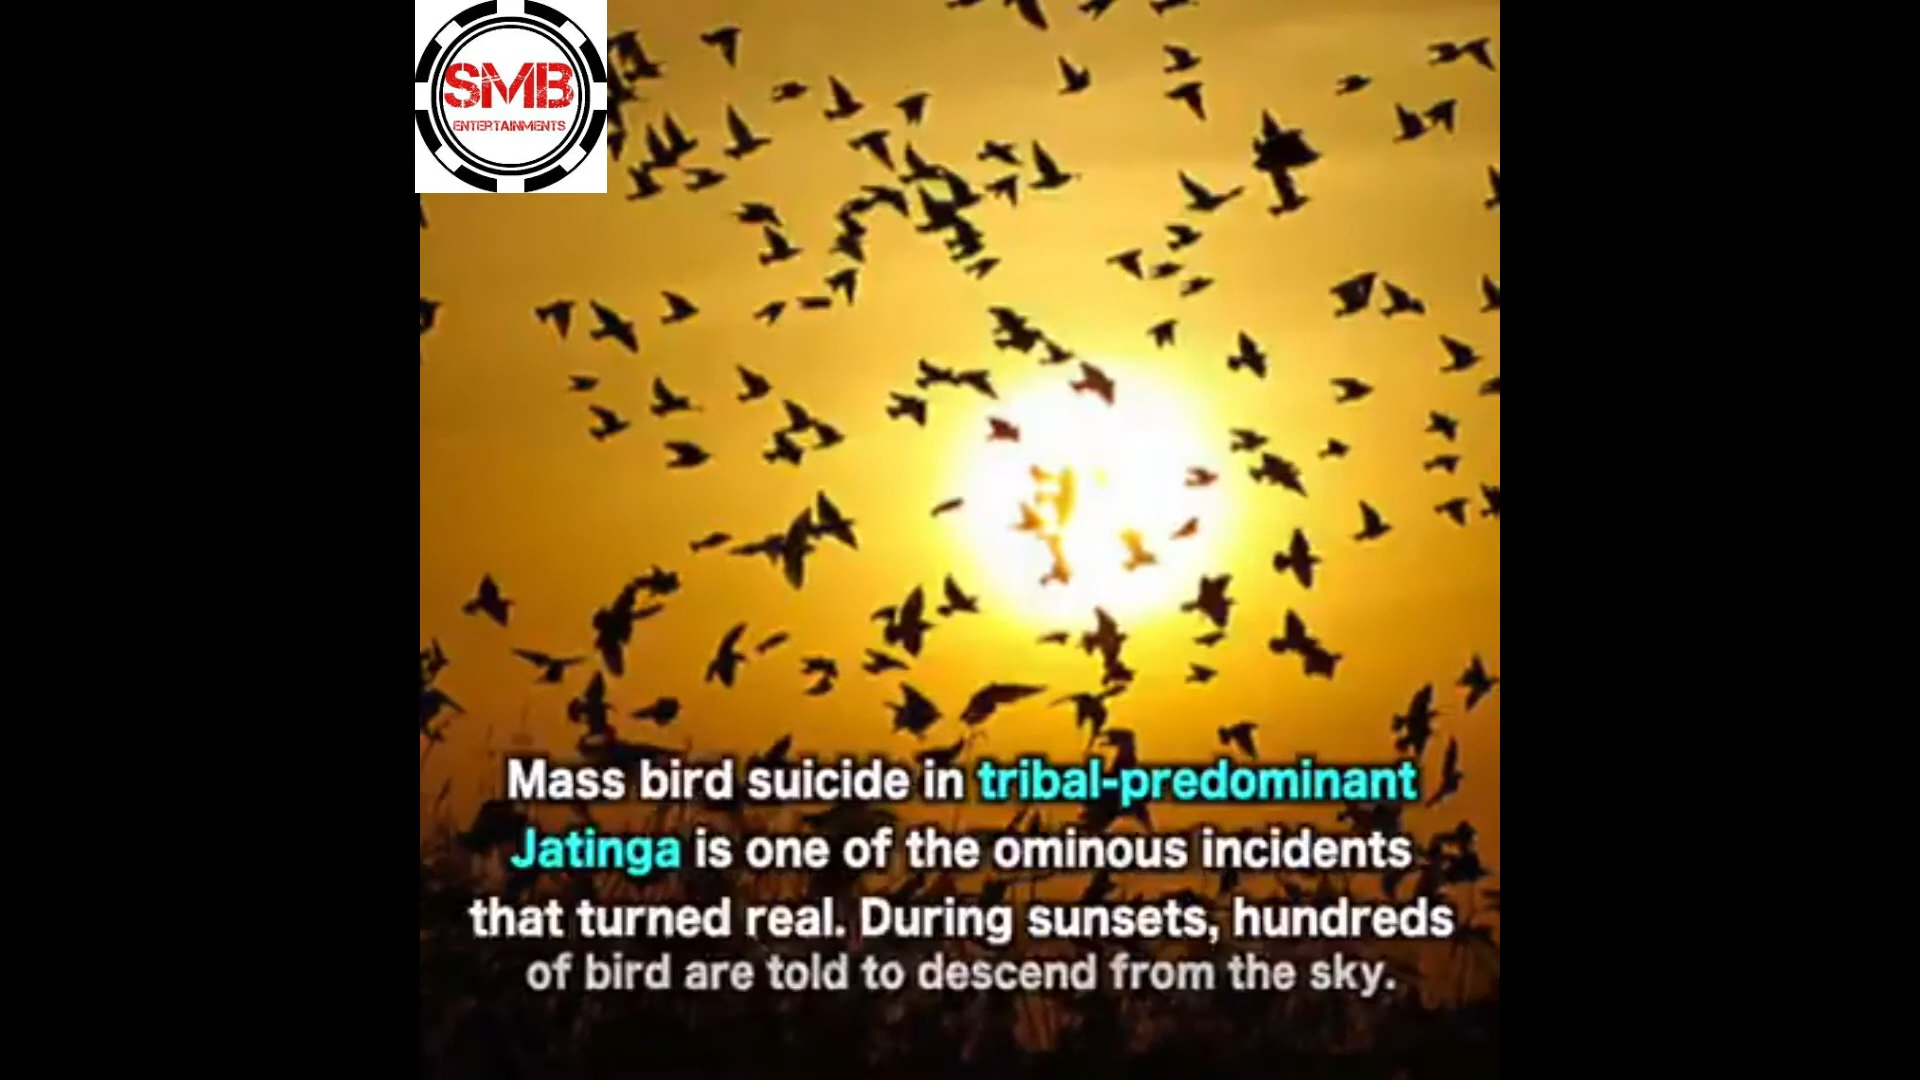 SMB
ENTERTAINMENTS
Mass bird suicide in tribal-predominant
Jatinga is one of the ominous incidents
that turned real. During sunsets, hundreds
of bird are told to descend from the sky.